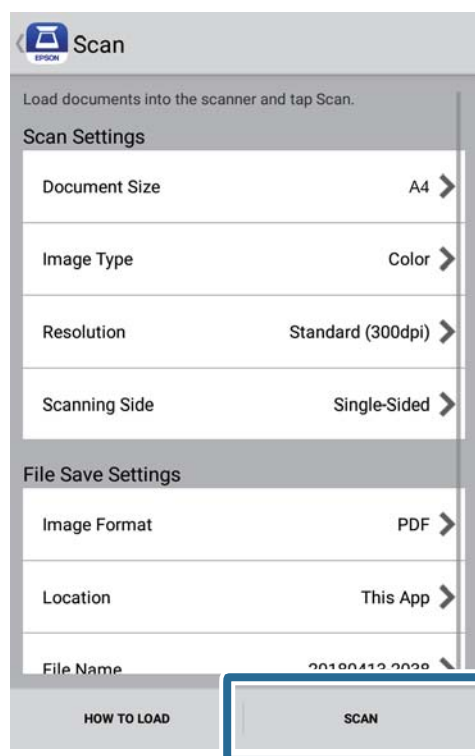 EPSON
Scan
Load documents into the scanner and tap Scan.
Scan Settings
Document Size A4
Image Type Color
Resolution Standard (300dpi)
Scanning Side Single-Sided
File Save Settings
Image Format PDF
Location This App
File Name 20180413 2038
HOW TO LOAD SCAN